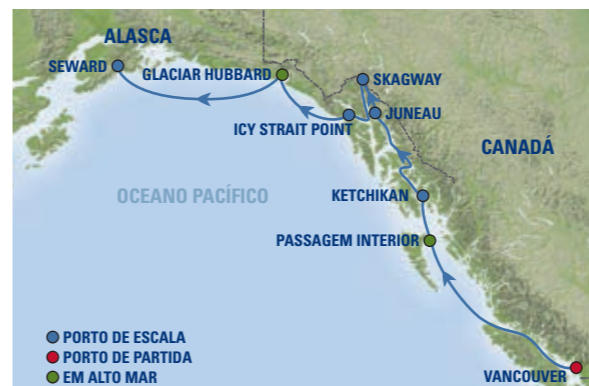 ALASCA
SEWARD
GLACIAR HUBBARD
SKAGWAY
JUNEAU
ICY STRAIT POINT
CANADÁ
OCEANO PACÍFICO
KETCHIKAN
PASSAGEM INTERIOR
PORTO DE ESCALA
PORTO DE PARTIDA
EM ALTO MAR
VANCOUVER